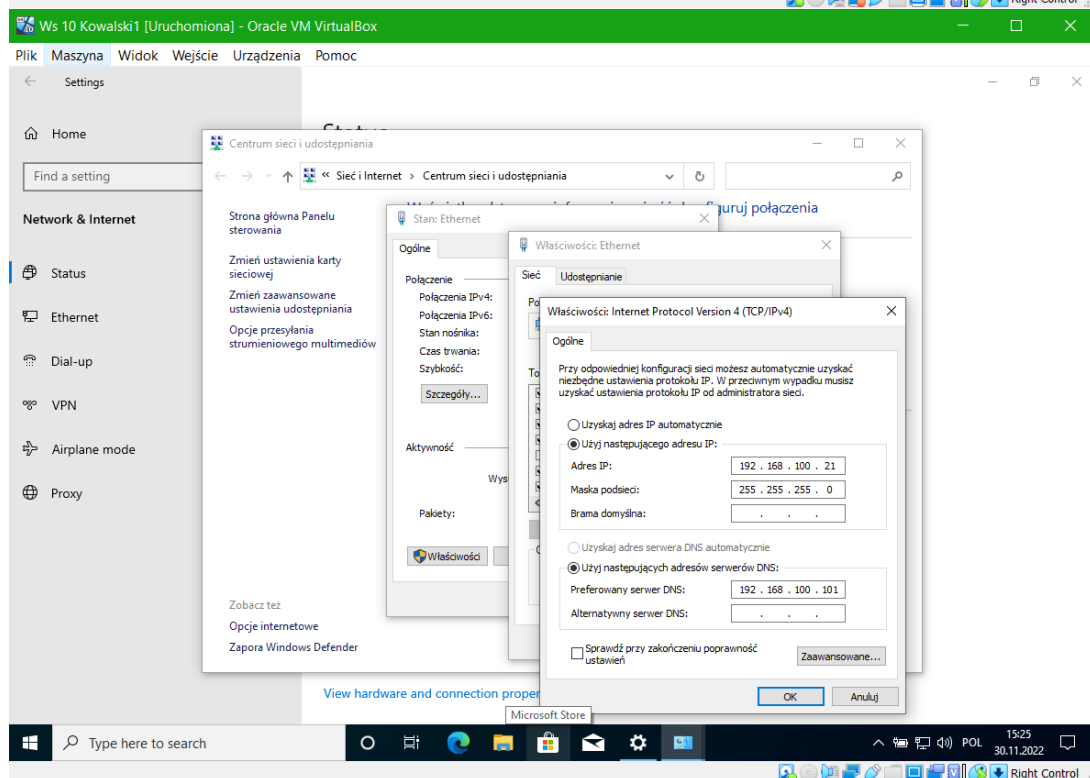 Right Control
Ws 10 Kowalski1 [Uruchomiona] - Oracle VM VirtualBox
Plik Maszyna Widok Wejście Urządzenia Pomoc
Settings
Home
Find a setting
Network & Internet
Status
Ethernet
Dial-up
VPN
Airplane mode
Proxy
Status
Centrum sieci i udostępniania
« Sieć i Internet › Centrum sieci i udostępniania
Strona główna Panelu
sterowania
Zmień ustawienia karty
sieciowej
Zmień zaawansowane
ustawienia udostępniania
Opcje przesyłania
strumieniowego multimediów
Zobacz też
Opcje internetowe
Zapora Windows Defender
połączenia
Stan: Ethernet
Ogólne
Połączenie
Połączenia IPv4:
Połączenia IPv6:
Stan nośnika:
Czas trwania:
Szybkość:
Szczegóły...
Aktywność
Wys
Pakiety:
Właściwości
Właściwości: Ethernet
Sieć Udostępnianie
Po
To
Właściwości: Internet Protocol Version 4 (TCP/IPv4)
Ogólne
Przy odpowiedniej konfiguracji sieci możesz automatycznie uzyskać
niezbędne ustawienia protokołu IP. W przeciwnym wypadku musisz
uzyskać ustawienia protokołu IP od administratora sieci.
Uzyskaj adres IP automatycznie
Użyj następującego adresu IP:
Adres IP: 192 . 168 . 100 . 21
Maska podsieci: 255 . 255 . 255 . 0
Brama domyślna: . . .
Uzyskaj adres serwera DNS automatycznie
Użyj następujących adresów serwerów DNS:
Preferowany serwer DNS: 192 . 168 . 100 . 101
Alternatywny serwer DNS: . . .
Sprawdź przy zakończeniu poprawność
ustawień
Zaawansowane...
OK Anuluj
View hardware and connection proper
Microsoft Store
Type here to search
POL
15:25
30.11.2022
Right Control